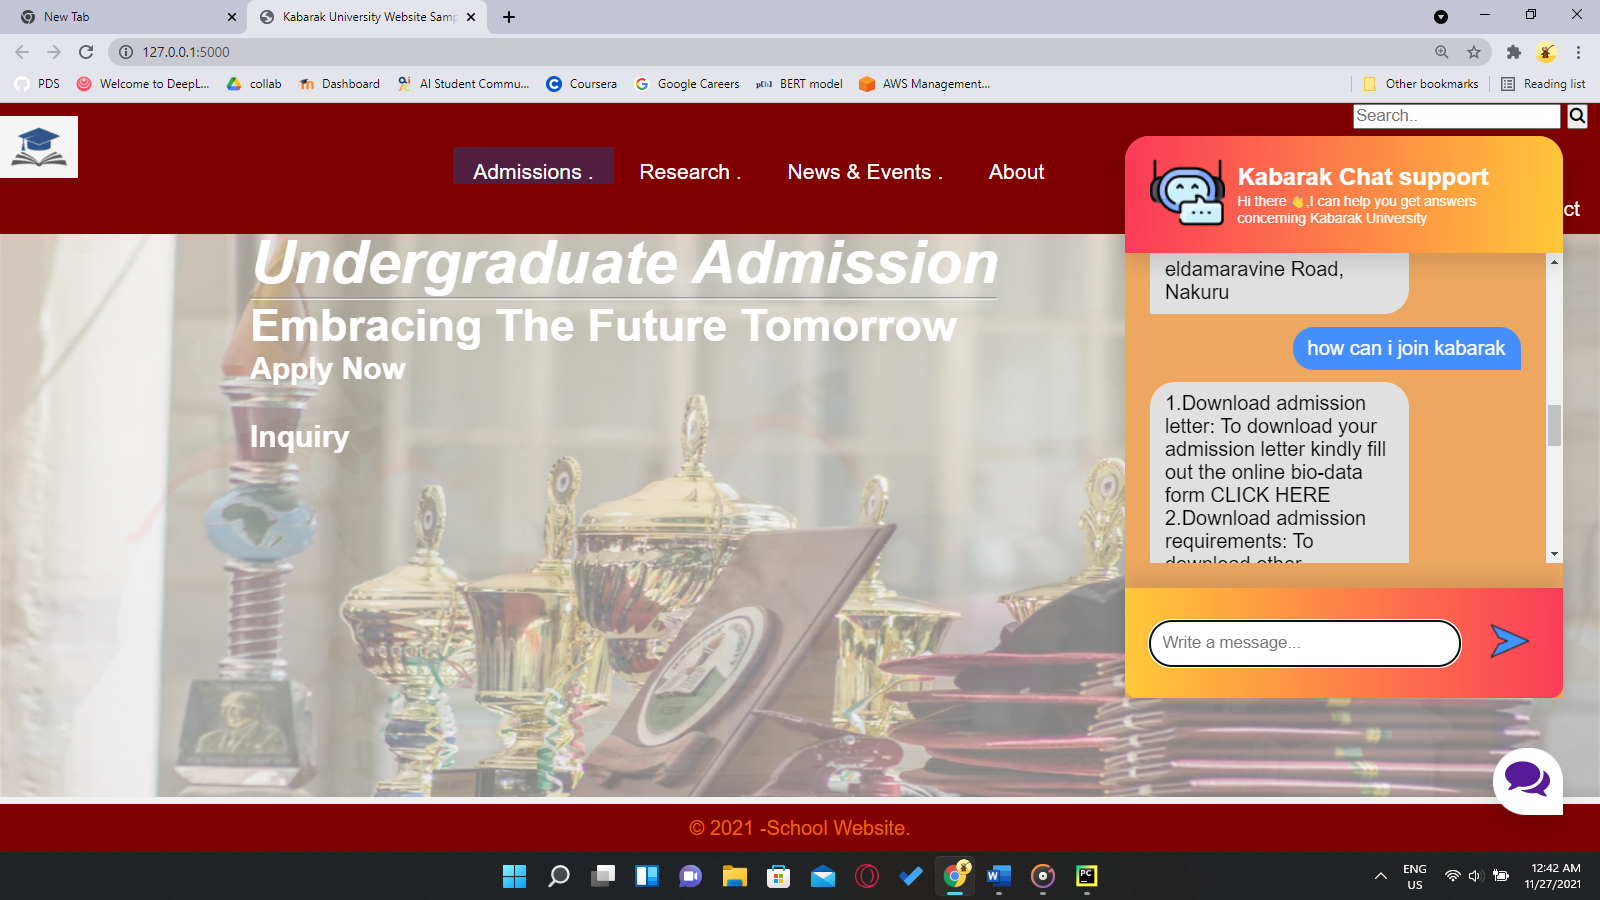 New Tab
Kabarak University Website Samp
127.0.0.1:5000
PDS
Welcome to DeepL...
collab
Dashboard
AI Student Commu...
Coursera
Google Careers
BERT model
AWS Management...
Other bookmarks
Reading list
Search..
Admissions .
Research .
News & Events .
About
ct
Kabarak Chat support
Hi there 👋,I can help you get answers
concerning Kabarak University
Undergraduate Admission
Embracing The Future Tomorrow
Apply Now
Inquiry
eldamaravine Road,
Nakuru
how can i join kabarak
1.Download admission
letter: To download your
admission letter kindly fill
out the online bio-data
form CLICK HERE
2.Download admission
requirements: To
download other
Write a message...
© 2021 -School Website.
ENG
US
12:42 AM
11/27/2021